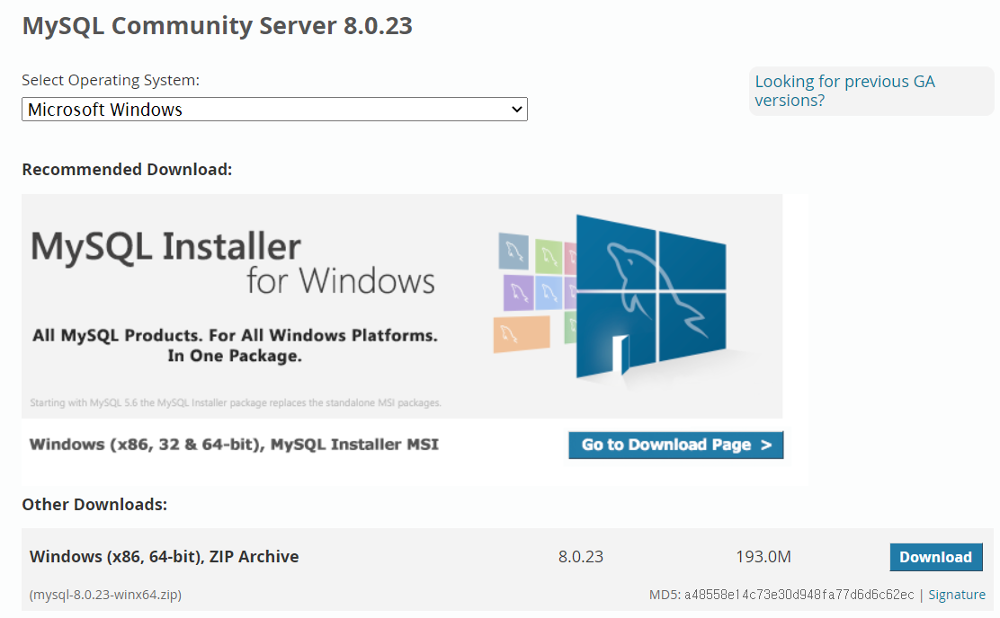 MySQL Community Server 8.0.23
Select Operating System:
Microsoft Windows
Looking for previous GA
versions?
Recommended Download:
MySQL Installer
for Windows
All MySQL Products. For All Windows Platforms.
In One Package.
Starting with MySQL 5.6 the MySQL Installer package replaces the standalone MSI packages.
Windows (x86, 32 & 64-bit), MySQL Installer MSI
Go to Download Page >
Other Downloads:
Windows (x86, 64-bit), ZIP Archive 8.0.23 193.0M Download
(mysql-8.0.23-winx64.zip) MD5: a48558e14c73e30d948fa77d6d6c62ec | Signature